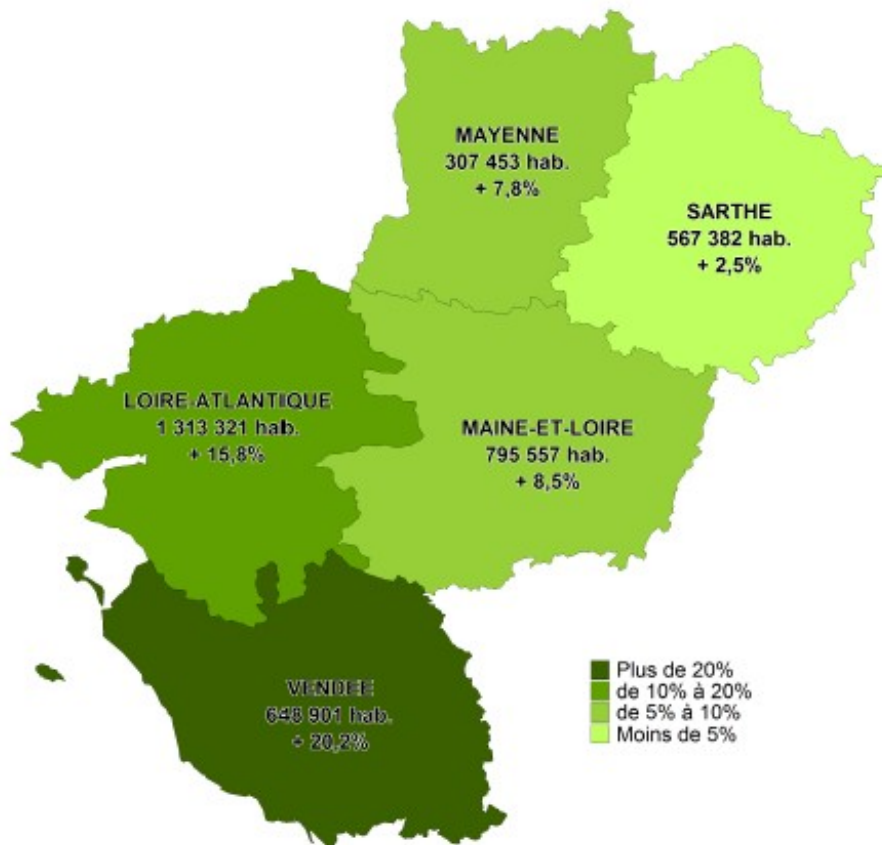 MAYENNE
307 453 hab.
+ 7,8%
SARTHE
567 382 hab.
+ 2,5%
LOIRE-ATLANTIQUE
1 313 321 hab.
+ 15,8%
MAINE-ET-LOIRE
795 557 hab.
+ 8,5%
VENDEE
648 901 hab.
+ 20,2%
Plus de 20%
de 10% à 20%
de 5% à 10%
Moins de 5%